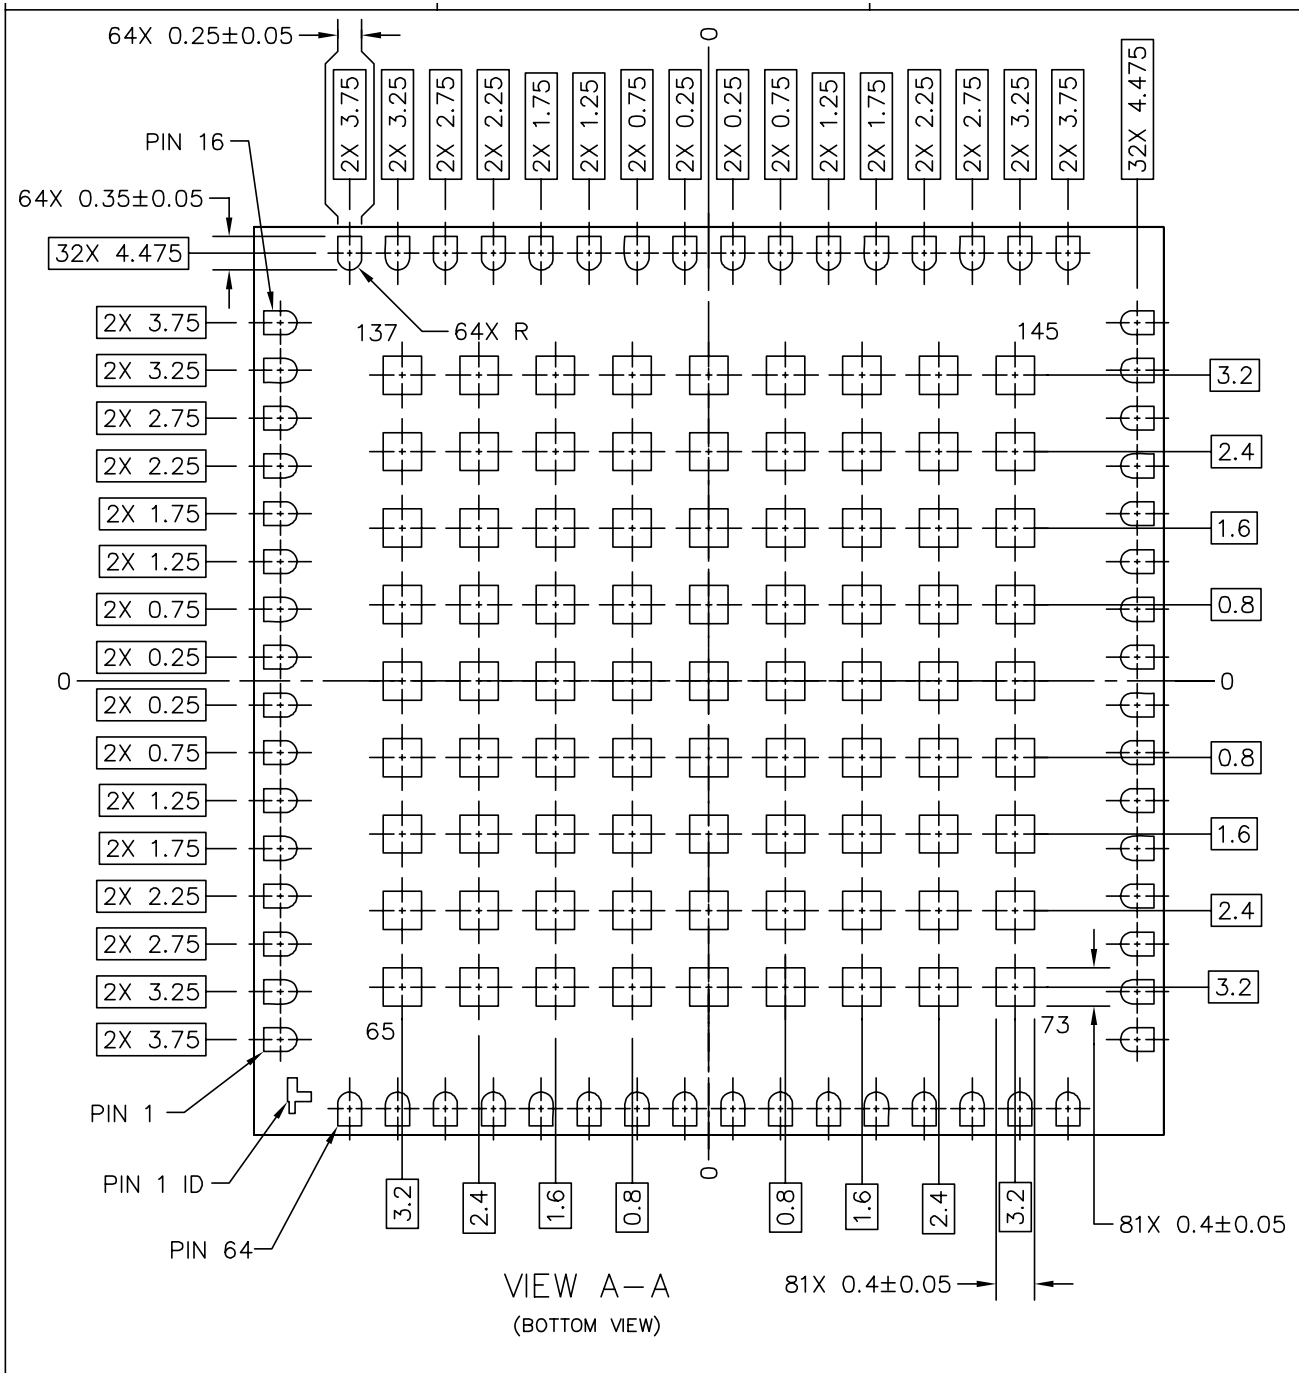 64X 0.25±0.05
0
2X 3.75
2X 3.25
2X 2.75
2X 2.25
2X 1.75
2X 1.25
2X 0.75
2X 0.25
2X 0.25
2X 0.75
2X 1.25
2X 1.75
2X 2.25
2X 2.75
2X 3.25
2X 3.75
32X 4.475
PIN 16
64X 0.35±0.05
32X 4.475
2X 3.75
64X R
137
145
2X 3.25
3.2
2X 2.75
2X 2.25
2.4
2X 1.75
1.6
2X 1.25
2X 0.75
0.8
2X 0.25
0
0
2X 0.25
2X 0.75
0.8
2X 1.25
1.6
2X 1.75
2X 2.25
2.4
2X 2.75
2X 3.25
3.2
65
73
2X 3.75
PIN 1
PIN 1 ID
0
3.2
2.4
1.6
0.8
0.8
1.6
2.4
3.2
81X 0.4±0.05
PIN 64
81X 0.4±0.05
VIEW A-A
(BOTTOM VIEW)